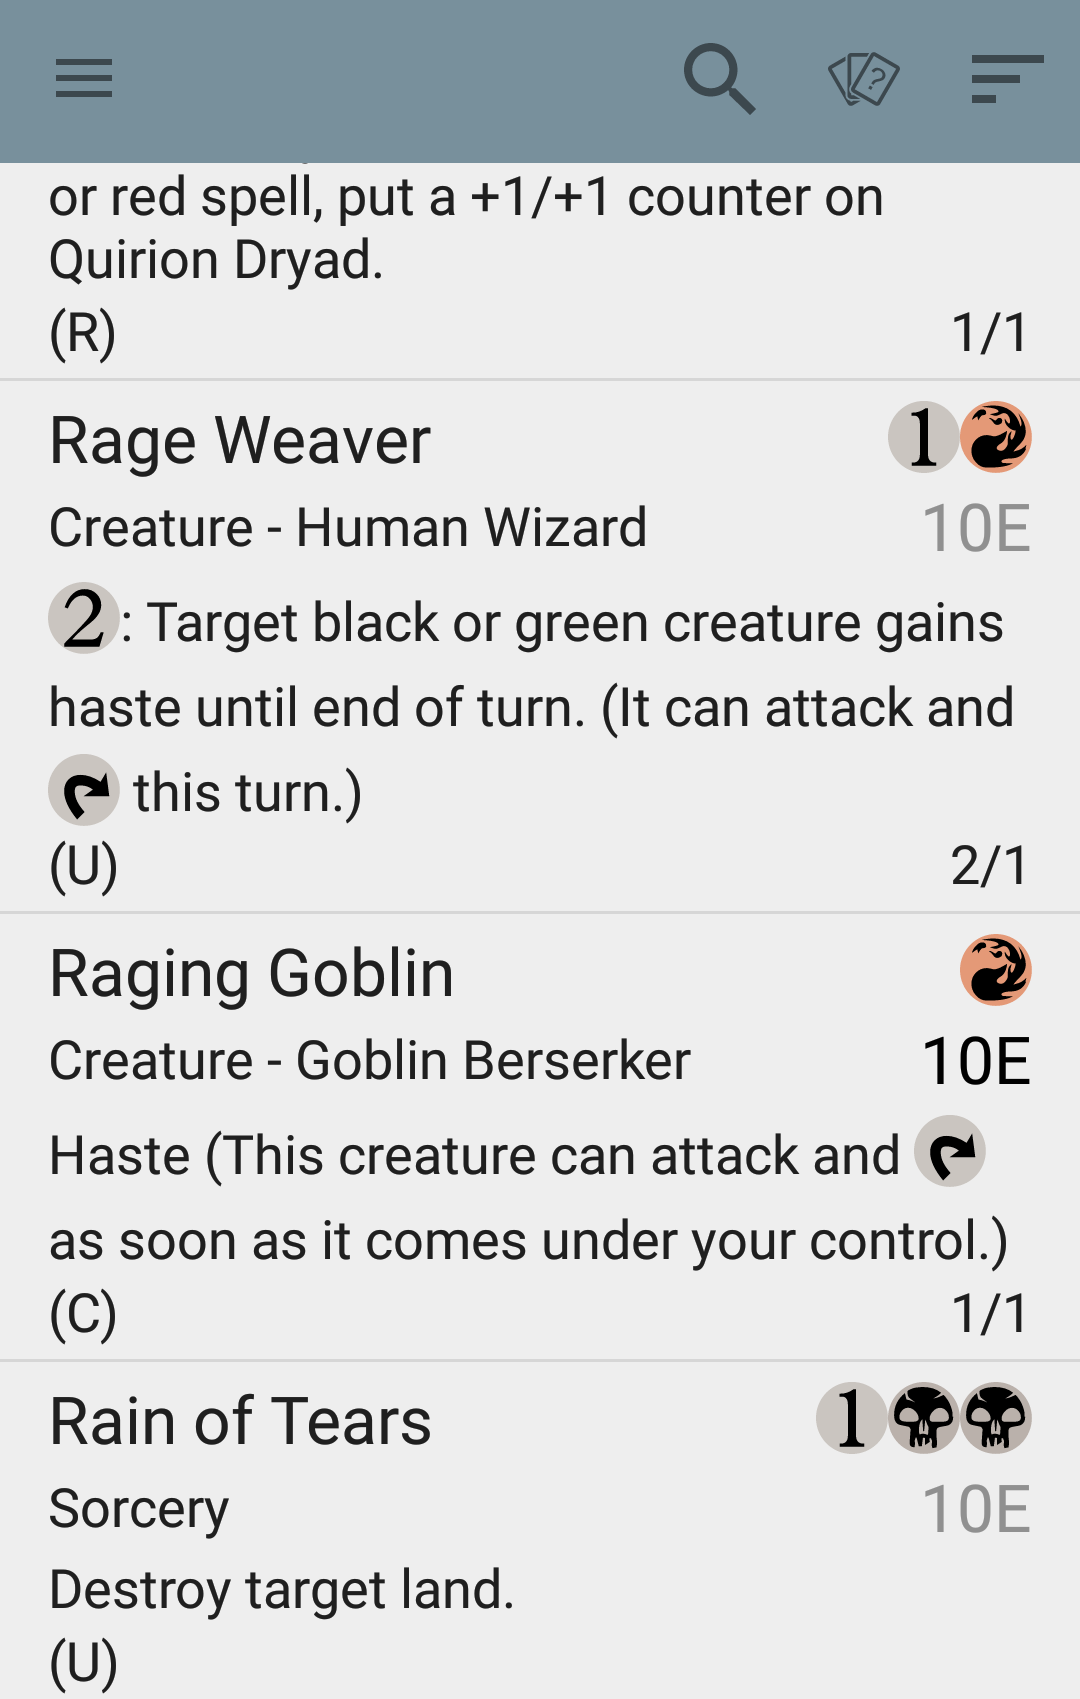 or red spell, put a +1/+1 counter on
Quirion Dryad.
(R) 1/1
Rage Weaver 1
Creature - Human Wizard 10E
2: Target black or green creature gains
haste until end of turn. (It can attack and
this turn.)
(U) 2/1
Raging Goblin
Creature - Goblin Berserker 10E
Haste (This creature can attack and
as soon as it comes under your control.)
(C) 1/1
Rain of Tears 1
Sorcery 10E
Destroy target land.
(U)